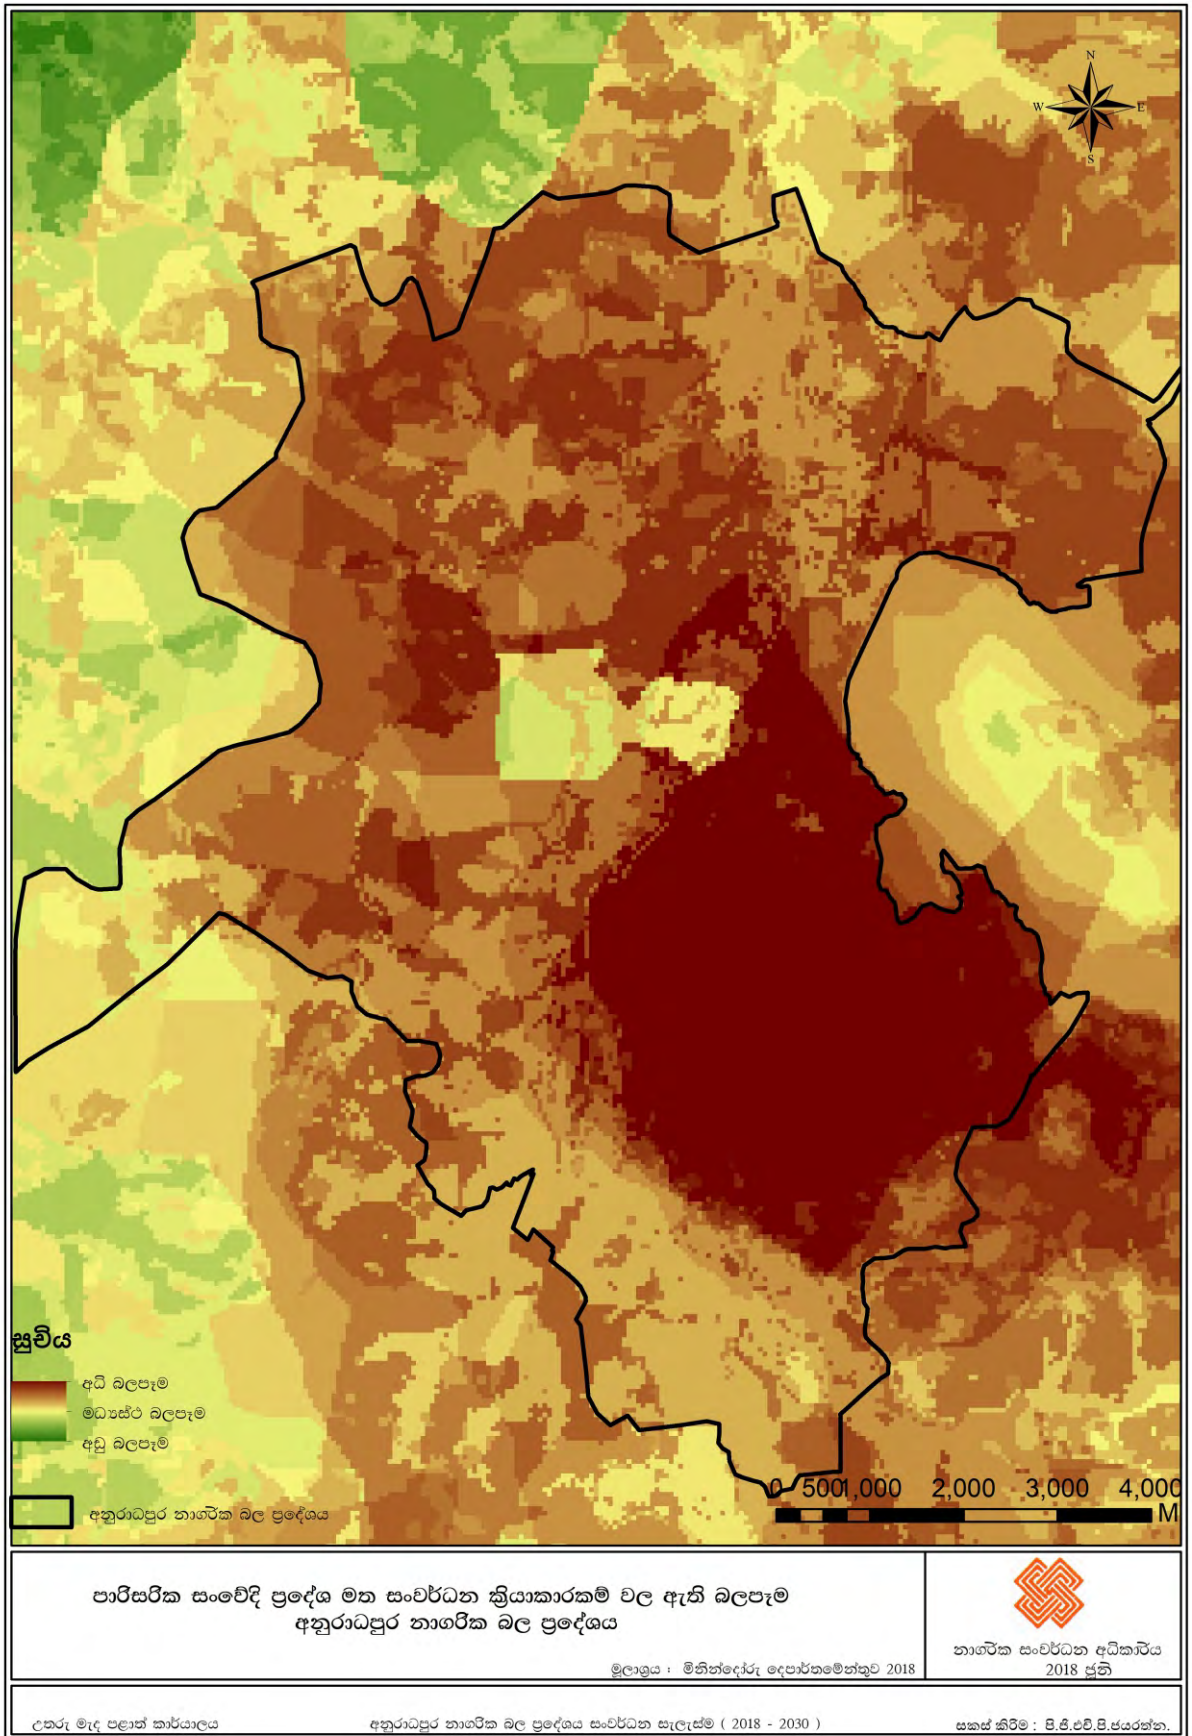 N
W E
S
සූචිය
අධි බලපෑම
මධ්‍යස්ථ බලපෑම
අඩු බලපෑම
අනුරාධපුර නාගරික බල ප්‍රදේශය
0 500 1,000 2,000 3,000 4,000
M
පාරිසරික සංවේදි ප්‍රදේශ මත සංවර්ධන ක්‍රියාකාරකම් වල ඇති බලපෑම
අනුරාධපුර නාගරික බල ප්‍රදේශය
මූලාශ්‍රය : මිනින්දෝරු දෙපාර්තමේන්තුව 2018
නාගරික සංවර්ධන අධිකාරිය
2018 ජූනි
උතුරු මැද පළාත් කාර්යාලය
අනුරාධපුර නාගරික බල ප්‍රදේශය සංවර්ධන සැලැස්ම ( 2018 - 2030 )
සකස් කිරීම : පි.ජී.එච්.පි.ජයරත්න.